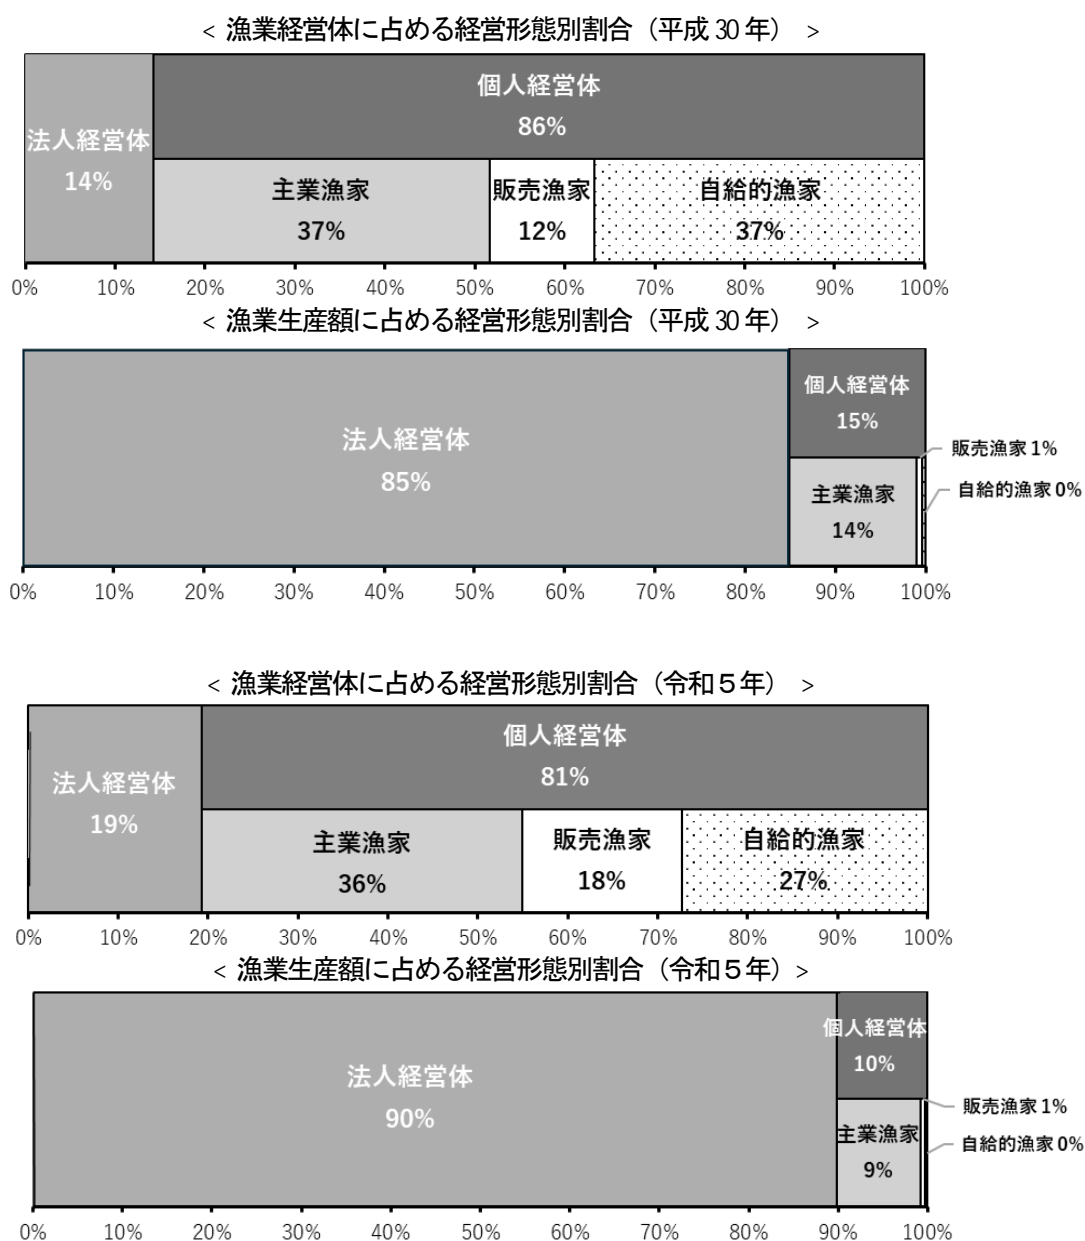 < 漁業経営体に占める経営形態別割合（平成 30 年） >
個人経営体
86%
法人経営体
14%
主業漁家
37%
販売漁家
12%
自給的漁家
37%
0% 10% 20% 30% 40% 50% 60% 70% 80% 90% 100%
< 漁業生産額に占める経営形態別割合（平成 30 年） >
法人経営体
85%
個人経営体
15%
販売漁家 1%
主業漁家
14%
自給的漁家 0%
0% 10% 20% 30% 40% 50% 60% 70% 80% 90% 100%
< 漁業経営体に占める経営形態別割合（令和５年） >
個人経営体
81%
法人経営体
19%
主業漁家
36%
販売漁家
18%
自給的漁家
27%
0% 10% 20% 30% 40% 50% 60% 70% 80% 90% 100%
< 漁業生産額に占める経営形態別割合（令和５年）>
法人経営体
90%
個人経営体
10%
販売漁家 1%
主業漁家
9%
自給的漁家 0%
0% 10% 20% 30% 40% 50% 60% 70% 80% 90% 100%